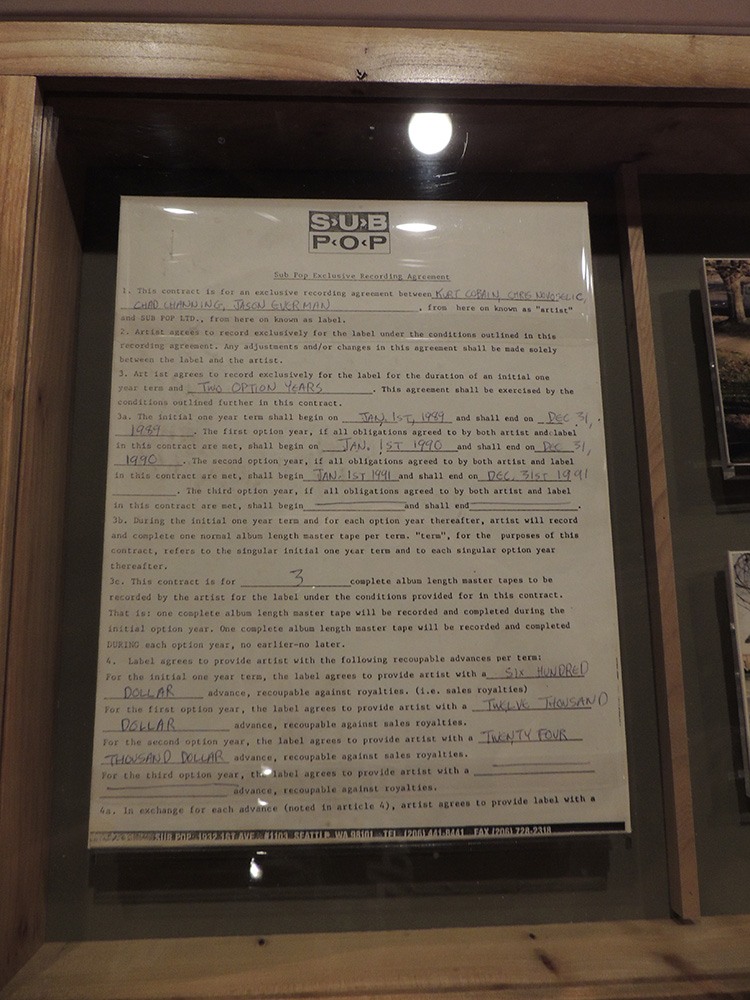 SUB
POP
Sub Pop Exclusive Recording Agreement
1. This contract is for an exclusive recording agreement between KURT COBAIN, CHRIS NOVOSELIC,
CHAD CHANNING, JASON EVERMAN, from here on known as "artist"
and SUB POP LTD., from here on known as label.
2. Artist agrees to record exclusively for the label under the conditions outlined in this
recording agreement. Any adjustments and/or changes in this agreement shall be made solely
between the label and the artist.
3. Art ist agrees to record exclusively for the label for the duration of an initial one
year term and TWO OPTION YEARS. This agreement shall be exercised by the
conditions outlined further in this contract.
3a. The initial one year term shall begin on JAN. 1ST, 1989 and shall end on DEC 31,
1989. The first option year, if all obligations agreed to by both artist and label
in this contract are met, shall begin on JAN. 1ST 1990 and shall end on DEC 31,
1990. The second option year, if all obligations agreed to by both artist and label
in this contract are met, shall begin JAN. 1ST 1991 and shall end on DEC. 31ST 1991
. The third option year, if all obligations agreed to by both artist and label
in this contract are met, shall begin and shall end .
3b. During the initial one year term and for each option year thereafter, artist will record
and complete one normal album length master tape per term. "term", for the purposes of this
contract, refers to the singular initial one year term and to each singular option year
thereafter.
3c. This contract is for 3 complete album length master tapes to be
recorded by the artist for the label under the conditions provided for in this contract.
That is: one complete album length master tape will be recorded and completed during the
initial option year. One complete album length master tape will be recorded and completed
DURING each option year, no earlier-no later.
4. Label agrees to provide artist with the following recoupable advances per term:
For the initial one year term, the label agrees to provide artist with a SIX HUNDRED
DOLLAR advance, recoupable against royalties. (i.e. sales royalties)
For the first option year, the label agrees to provide artist with a TWELVE THOUSAND
DOLLAR advance, recoupable against sales royalties.
For the second option year, the label agrees to provide artist with a TWENTY FOUR
THOUSAND DOLLAR advance, recoupable against sales royalties.
For the third option year, the label agrees to provide artist with a
advance, recoupable against royalties.
4a. In exchange for each advance (noted in article 4), artist agrees to provide label with a
SUB POP 1932 1ST AVE. #1103 SEATTLE, WA 98101 TEL (206) 441-8441 FAX (206) 728-2318